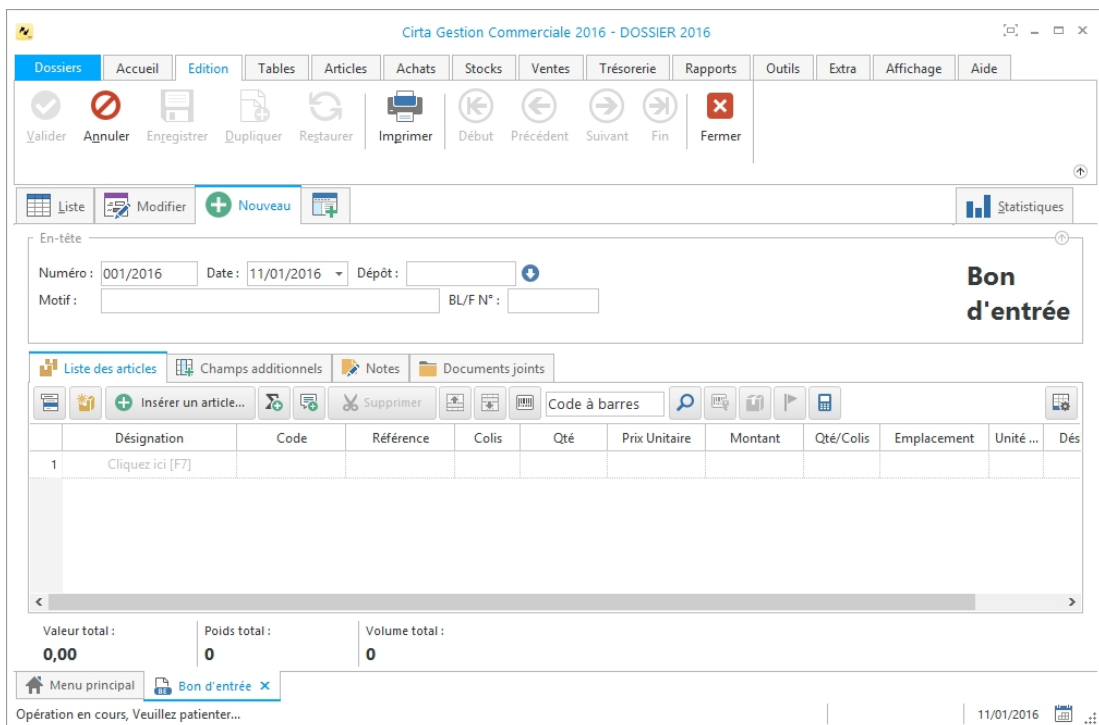 Cirta Gestion Commerciale 2016 - DOSSIER 2016
Dossiers Accueil Edition Tables Articles Achats Stocks Ventes Trésorerie Rapports Outils Extra Affichage Aide
Valider Annuler Enregistrer Dupliquer Restaurer Imprimer Début Précédent Suivant Fin Fermer
Liste Modifier Nouveau Statistiques
En-tête
Numéro : 001/2016 Date : 11/01/2016 Dépôt :
Motif : BL/F N° :
Bon
d'entrée
Liste des articles Champs additionnels Notes Documents joints
Insérer un article... Supprimer Code à barres
Désignation Code Référence Colis Qté Prix Unitaire Montant Qté/Colis Emplacement Unité ... Dés
1 Cliquez ici [F7]
Valeur total : Poids total : Volume total :
0,00 0 0
Menu principal BE Bon d'entrée
Opération en cours, Veuillez patienter... 11/01/2016